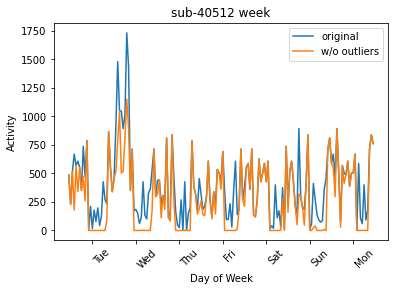 sub-40512 week
original
w/o outliers
Activity
1750
1500
1250
1000
750
500
250
0
Tue
Wed
Thu
Fri
Sat
Sun
Mon
Day of Week